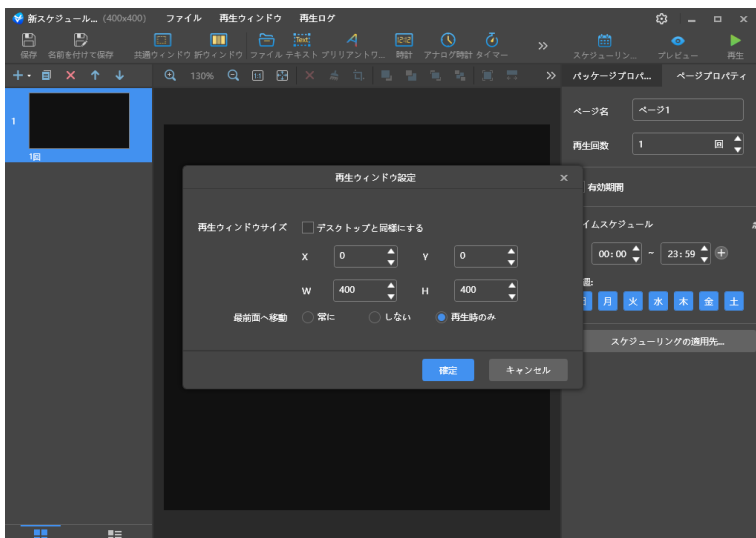 新スケジュール... (400x400) ファイル 再生ウィンドウ 再生ログ
保存 名前を付けて保存 共通ウィンドウ 折ウィンドウ ファイル テキスト ブリリアントワ... 時計 アナログ時計 タイマー スケジューリン... プレビュー 再生
130% パッケージプロパ... ページプロパティ
1
1回
ページ名 ページ1
再生回数 1 回
有効期間
イムスケジュール
00:00 ~ 23:59
月 火 水 木 金 土
スケジューリングの適用先...
再生ウィンドウ設定
再生ウィンドウサイズ デスクトップと同様にする
X 0 Y 0
W 400 H 400
最前面へ移動 常に しない 再生時のみ
確定 キャンセル